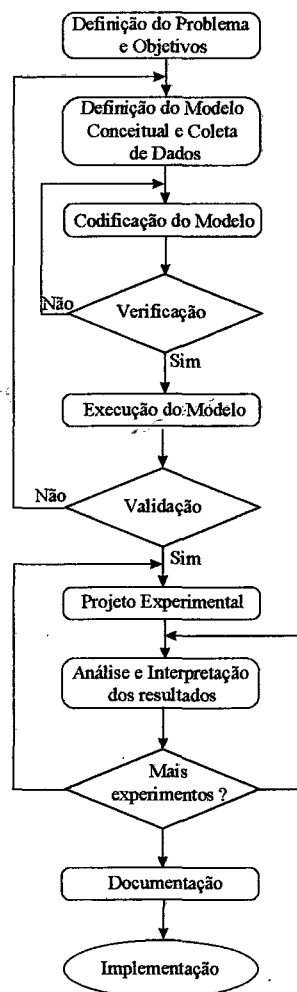 Definição do Problema
e Objetivos
Definição do Modelo
Conceitual e Coleta
de Dados
Codificação do Modelo
Não
Verificação
Sim
Execução do Modelo
Não
Validação
Sim
Projeto Experimental
Análise e Interpretação
dos resultados
Mais
experimentos ?
Documentação
Implementação